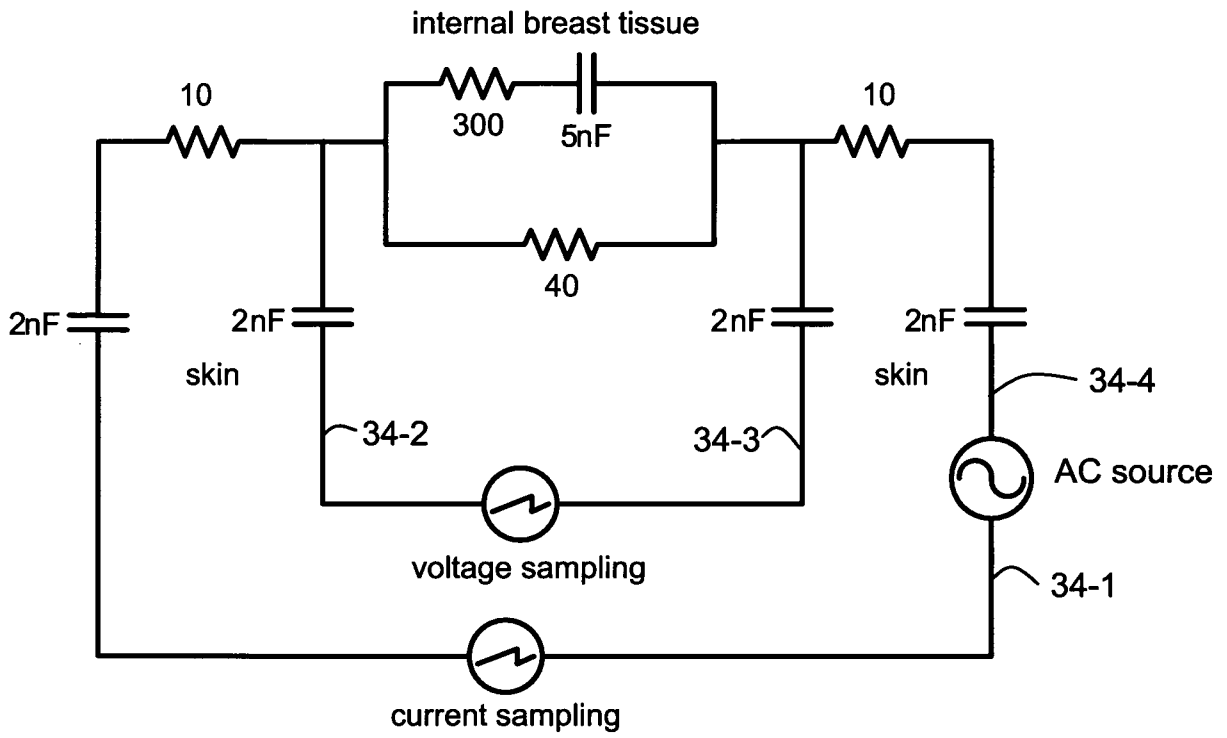 internal breast tissue
10
300
5nF
10
40
2nF
2nF
2nF
2nF
skin
skin
34-4
34-2
34-3
AC source
voltage sampling
34-1
current sampling